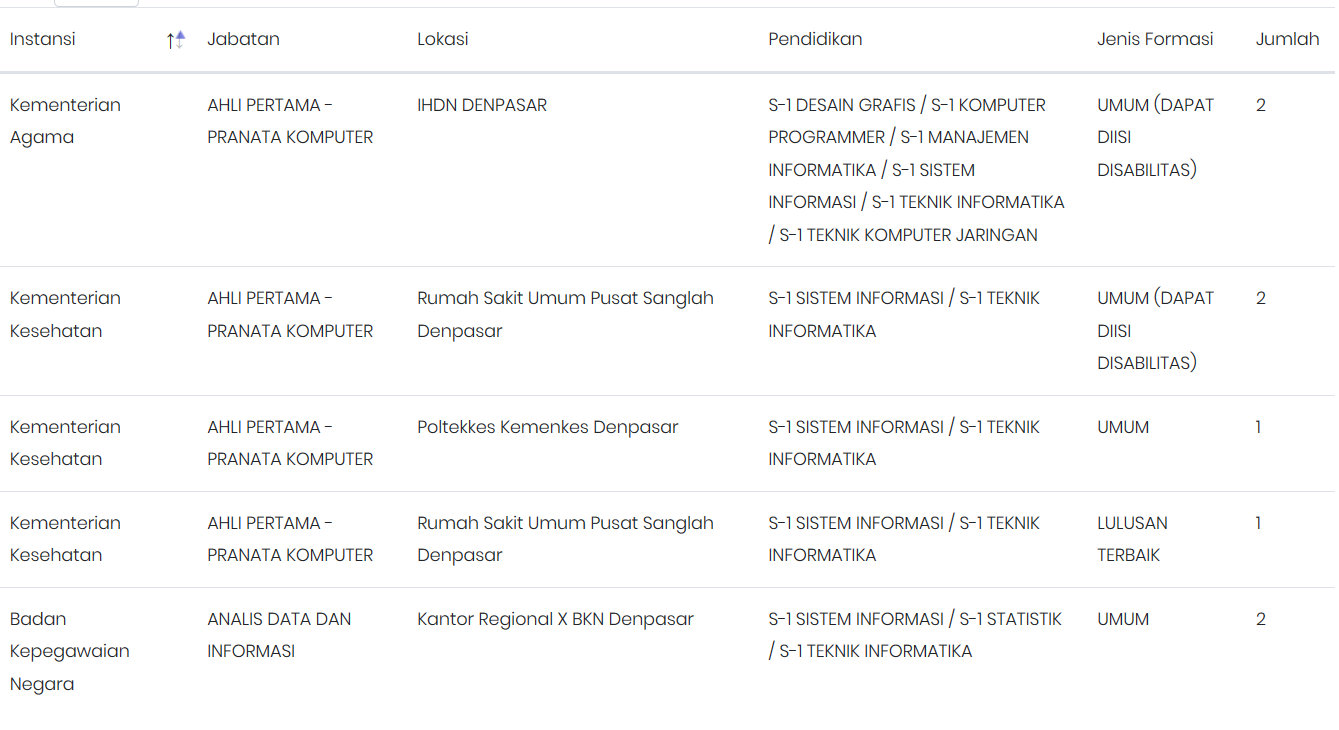 Instansi Jabatan Lokasi Pendidikan Jenis Formasi Jumlah
Kementerian AHLI PERTAMA - IHDN DENPASAR S-1 DESAIN GRAFIS / S-1 KOMPUTER UMUM (DAPAT 2
Agama PRANATA KOMPUTER PROGRAMMER / S-1 MANAJEMEN DIISI
INFORMATIKA / S-1 SISTEM DISABILITAS)
INFORMASI / S-1 TEKNIK INFORMATIKA
/ S-1 TEKNIK KOMPUTER JARINGAN
Kementerian AHLI PERTAMA - Rumah Sakit Umum Pusat Sanglah S-1 SISTEM INFORMASI / S-1 TEKNIK UMUM (DAPAT 2
Kesehatan PRANATA KOMPUTER Denpasar INFORMATIKA DIISI
DISABILITAS)
Kementerian AHLI PERTAMA - Poltekkes Kemenkes Denpasar S-1 SISTEM INFORMASI / S-1 TEKNIK UMUM 1
Kesehatan PRANATA KOMPUTER INFORMATIKA
Kementerian AHLI PERTAMA - Rumah Sakit Umum Pusat Sanglah S-1 SISTEM INFORMASI / S-1 TEKNIK LULUSAN 1
Kesehatan PRANATA KOMPUTER Denpasar INFORMATIKA TERBAIK
Badan ANALIS DATA DAN Kantor Regional X BKN Denpasar S-1 SISTEM INFORMASI / S-1 STATISTIK UMUM 2
Kepegawaian INFORMASI / S-1 TEKNIK INFORMATIKA
Negara